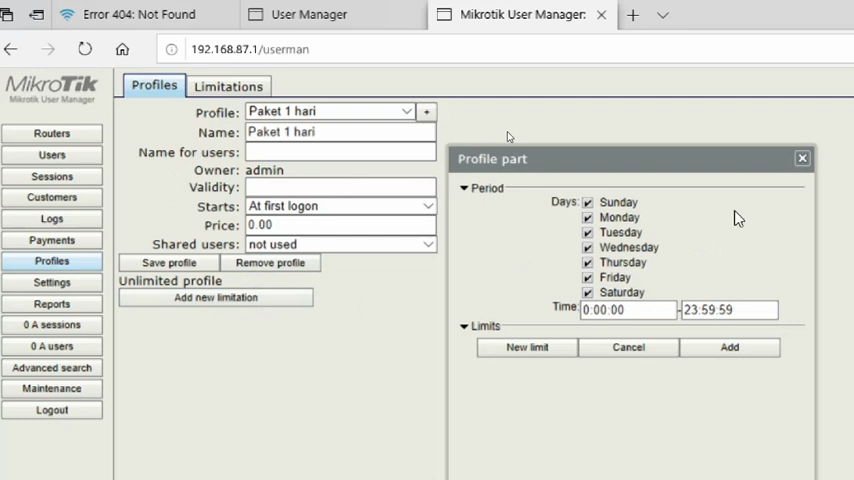 Error 404: Not Found
User Manager
Mikrotik User Manager:
192.168.87.1/userman
MikroTik
Mikrotik User Manager
Routers
Users
Sessions
Customers
Logs
Payments
Profiles
Settings
Reports
0 A sessions
0 A users
Advanced search
Maintenance
Logout
Profiles
Limitations
Profile: Paket 1 hari +
Name: Paket 1 hari
Name for users:
Owner: admin
Validity:
Starts: At first logon
Price: 0.00
Shared users: not used
Save profile
Remove profile
Unlimited profile
Add new limitation
Profile part
Period
Days: Sunday
Monday
Tuesday
Wednesday
Thursday
Friday
Saturday
Time: 0:00:00 - 23:59:59
Limits
New limit
Cancel
Add